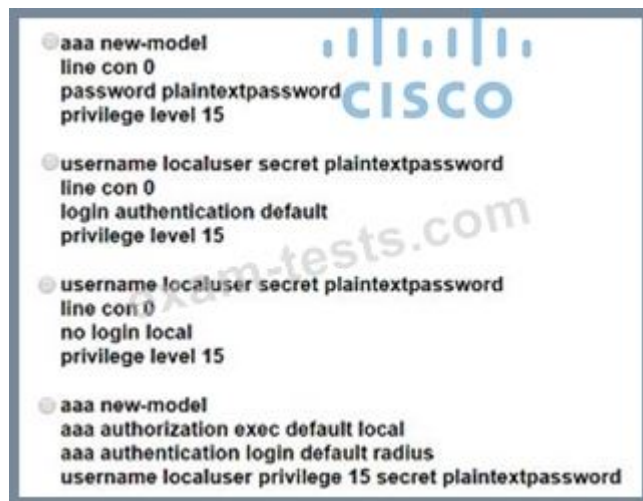 aaa new-model
line con 0
password plaintextpassword
privilege level 15
CISCO
username localuser secret plaintextpassword
line con 0
login authentication default
privilege level 15
exam-tests.com
username localuser secret plaintextpassword
line con 0
no login local
privilege level 15
aaa new-model
aaa authorization exec default local
aaa authentication login default radius
username localuser privilege 15 secret plaintextpassword